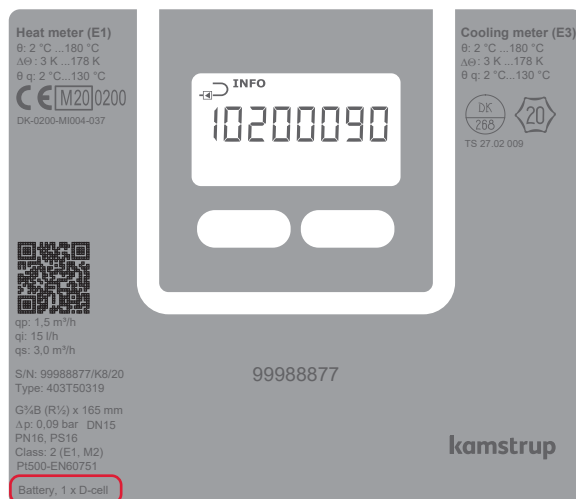 Heat meter (E1)
θ: 2 °C ...180 °C
ΔΘ: 3 K ...178 K
θ q: 2 °C...130 °C
CE M20 0200
DK-0200-MI004-037
INFO
10200090
Cooling meter (E3)
θ: 2 °C ...180 °C
ΔΘ: 3 K ...178 K
θ q: 2 °C...130 °C
DK
268
20
TS 27.02 009
qp: 1,5 m³/h
qi: 15 l/h
qs: 3,0 m³/h
S/N: 99988877/K8/20
Type: 403T50319
99988877
G¾B (R½) x 165 mm
Δp: 0,09 bar DN15
PN16, PS16
Class: 2 (E1, M2)
Pt500-EN60751
Battery, 1 x D-cell
kamstrup